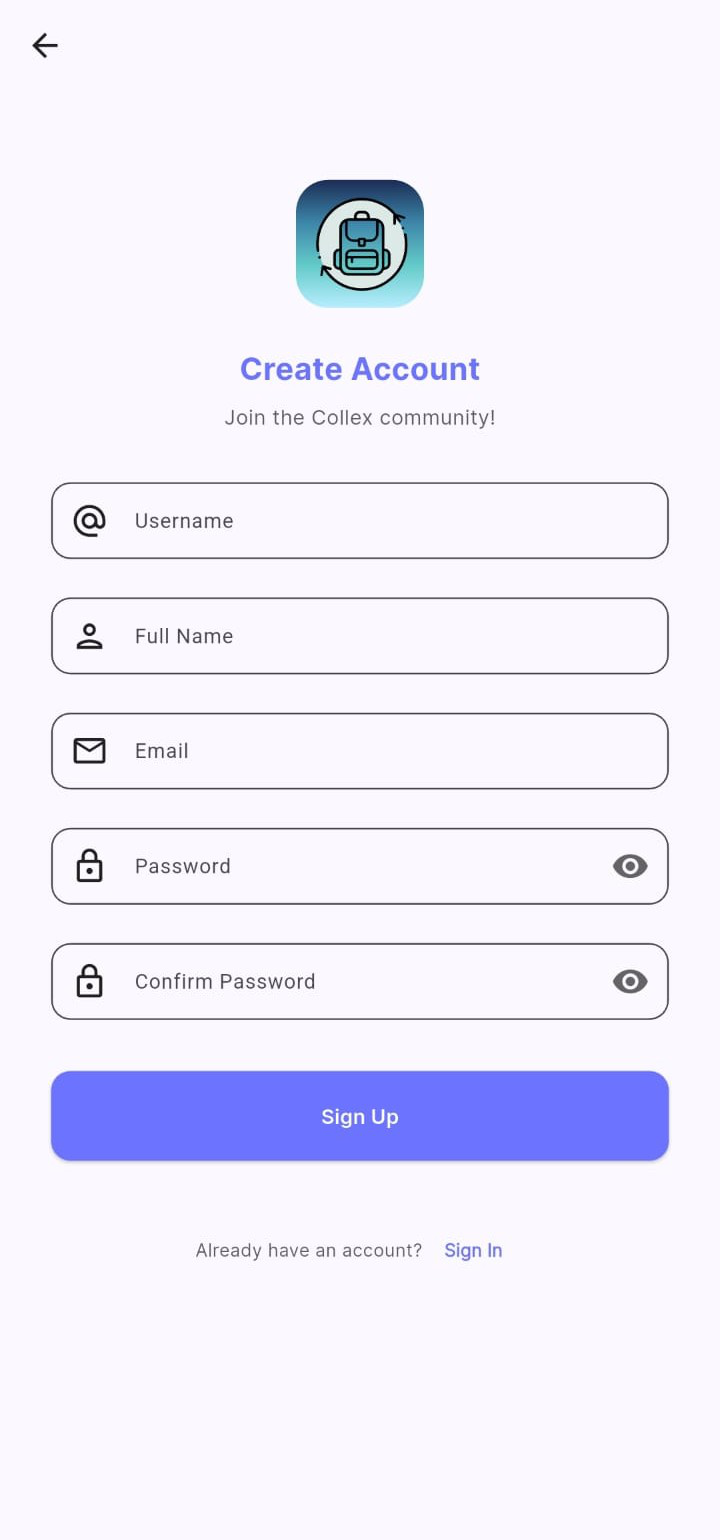 Create Account
Join the Collex community!
Username
Full Name
Email
Password
Confirm Password
Sign Up
Already have an account? Sign In